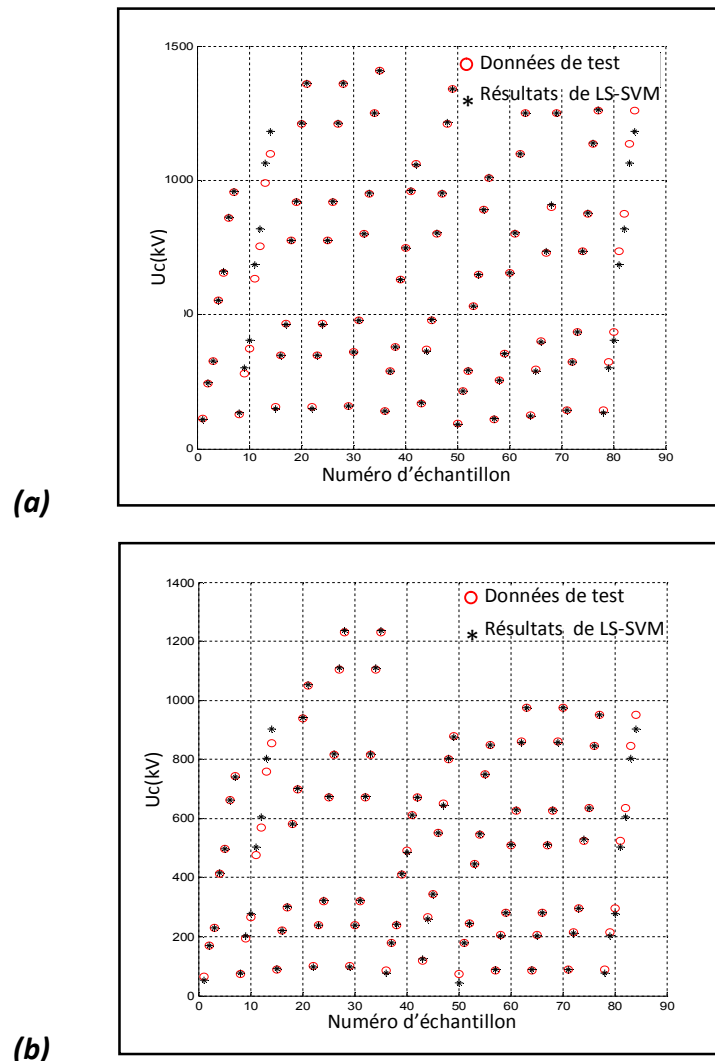 1500
Données de test
* Résultats de LS-SVM
1000
Uc(kV)
0
0
0 10 20 30 40 50 60 70 80 90
Numéro d'échantillon
(a)
1400
Données de test
* Résultats de LS-SVM
1200
1000
Uc(kV)
800
600
400
200
0
0 10 20 30 40 50 60 70 80 90
Numéro d'échantillon
(b)